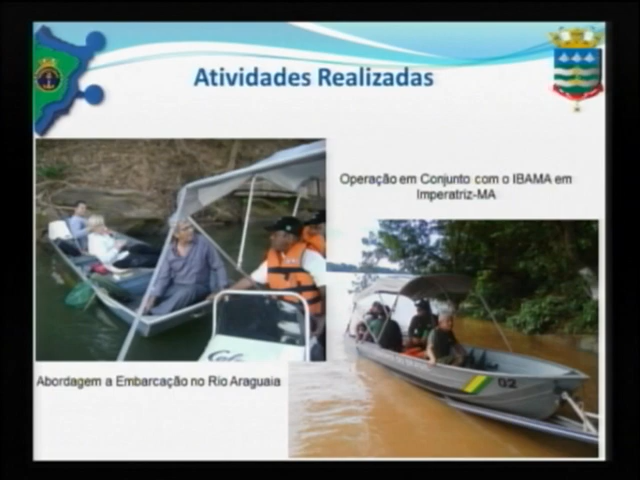 Atividades Realizadas
Operação em Conjunto com o IBAMA em
Imperatriz-MA
Abordagem a Embarcação no Rio Araguaia
02